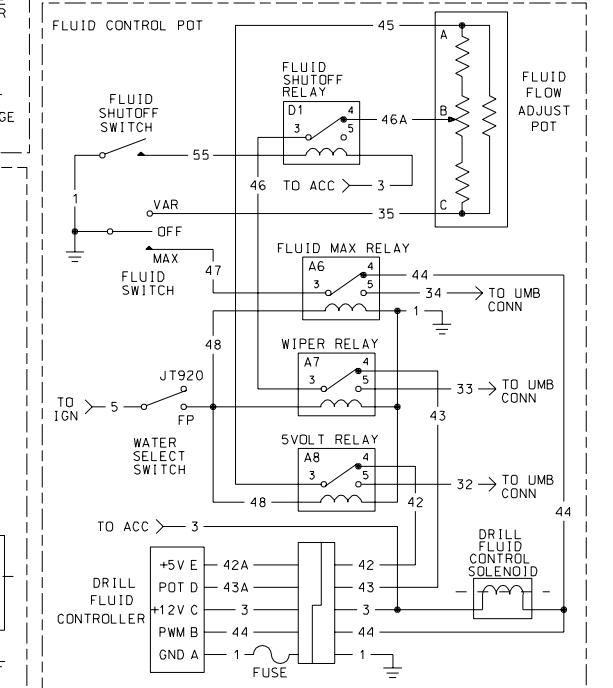 FLUID CONTROL POT
45
A
FLUID
SHUTOFF
RELAY
FLUID
FLOW
ADJUST
POT
FLUID
SHUTOFF
SWITCH
D1
4
3
5
46A
B
GE
55
46
TO ACC
3
1
VAR
35
C
OFF
MAX
FLUID
SWITCH
47
FLUID MAX RELAY
A6
4
3
5
44
34
TO UMB
CONN
1
48
WIPER RELAY
A7
4
3
5
33
TO UMB
CONN
43
JT920
TO
IGN
5
FP
WATER
SELECT
SWITCH
5VOLT RELAY
A8
4
3
5
32
TO UMB
CONN
48
42
44
TO ACC
3
DRILL
FLUID
CONTROL
SOLENOID
DRILL
FLUID
CONTROLLER
+5V E
42A
42
POT D
43A
43
+12V C
3
3
PWM B
44
44
GND A
1
FUSE
1